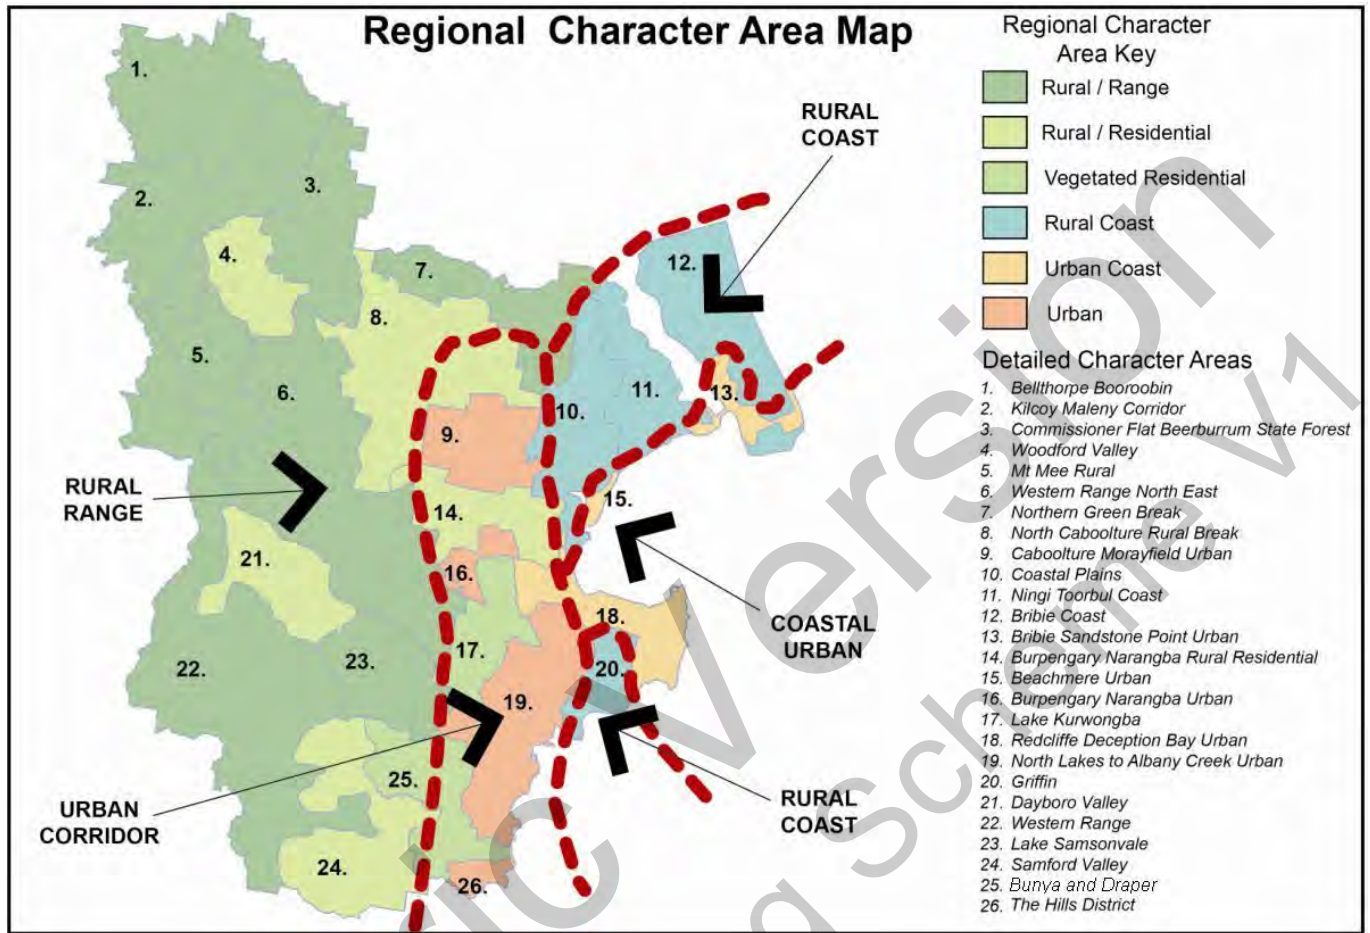 Regional Character Area Map
Regional Character
Area Key
Rural / Range
Rural / Residential
Vegetated Residential
Rural Coast
Urban Coast
Urban
Detailed Character Areas
1. Bellthorpe Booroobin
2. Kilcoy Maleny Corridor
3. Commissioner Flat Beerburrum State Forest
4. Woodford Valley
5. Mt Mee Rural
6. Western Range North East
7. Northern Green Break
8. North Caboolture Rural Break
9. Caboolture Morayfield Urban
10. Coastal Plains
11. Ningi Toorbul Coast
12. Bribie Coast
13. Bribie Sandstone Point Urban
14. Burpengary Narangba Rural Residential
15. Beachmere Urban
16. Burpengary Narangba Urban
17. Lake Kurwongba
18. Redcliffe Deception Bay Urban
19. North Lakes to Albany Creek Urban
20. Griffin
21. Dayboro Valley
22. Western Range
23. Lake Samsonvale
24. Samford Valley
25. Bunya and Draper
26. The Hills District
RURAL
COAST
RURAL
RANGE
COASTAL
URBAN
URBAN
CORRIDOR
RURAL
COAST
1.
2.
3.
4.
5.
6.
7.
8.
9.
10.
11.
12.
13.
14.
15.
16.
17.
18.
19.
20.
21.
22.
23.
24.
25.
26.
ric Version
g Scheme V1